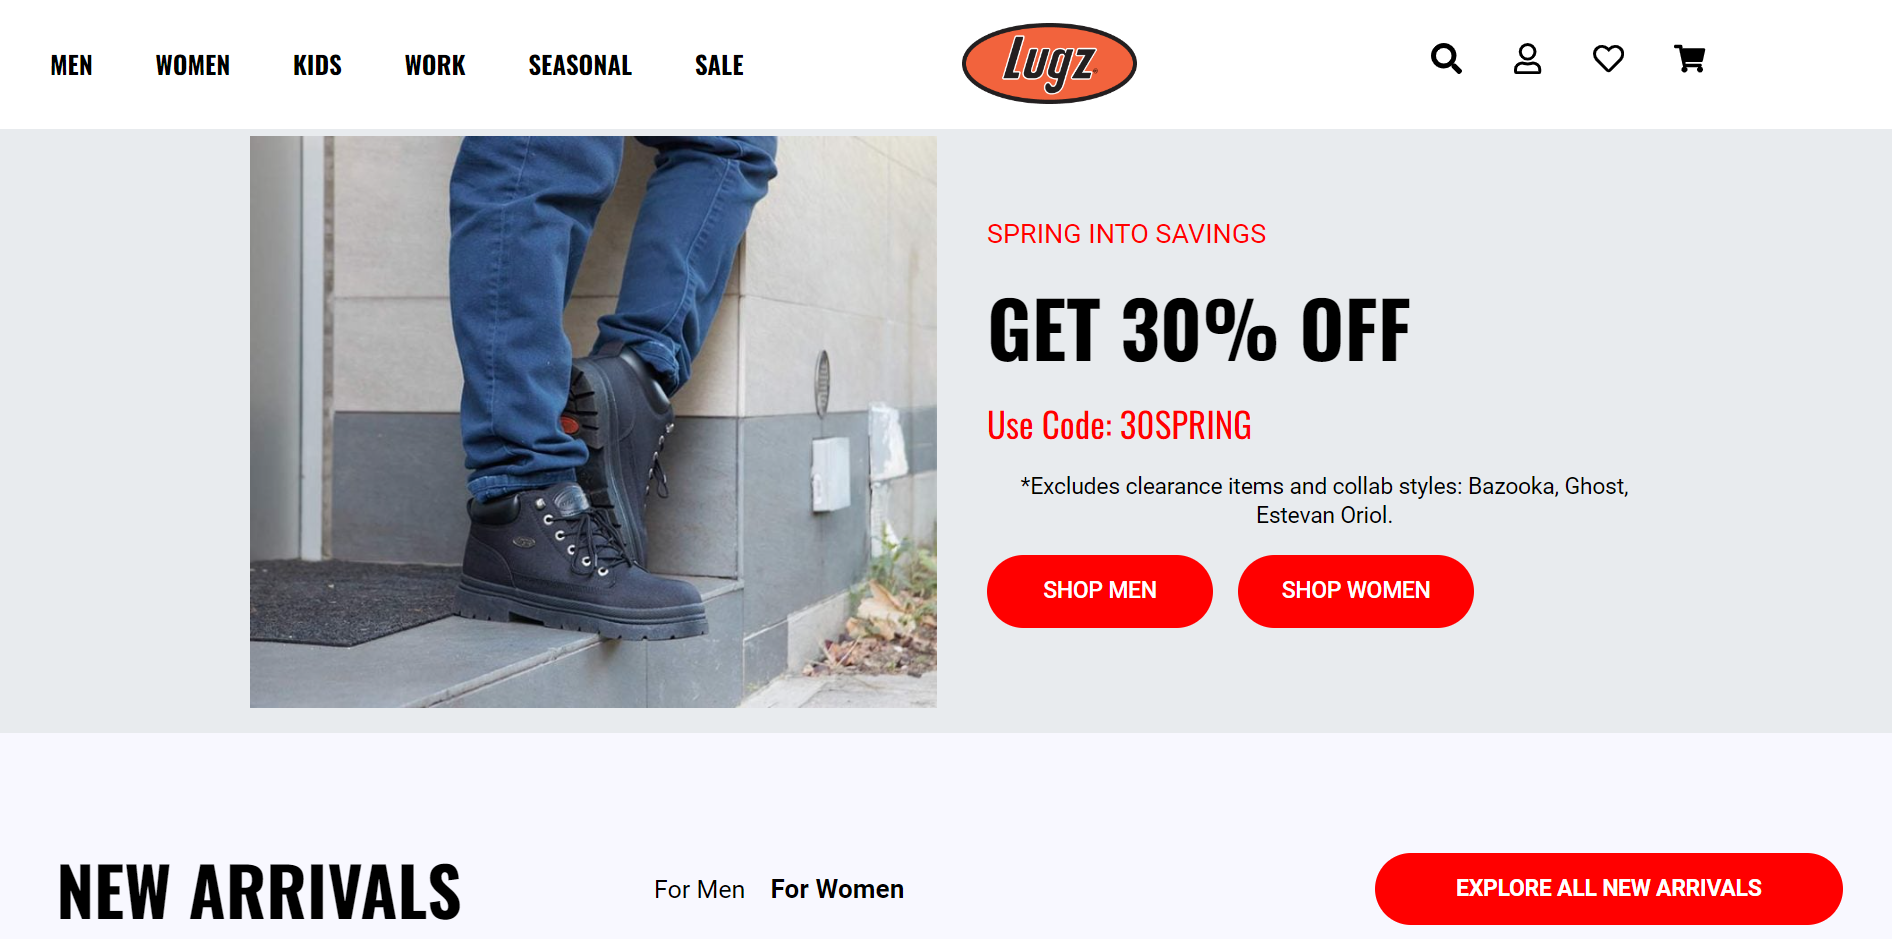 MEN WOMEN KIDS WORK SEASONAL SALE
Lugz
SPRING INTO SAVINGS
GET 30% OFF
Use Code: 30SPRING
*Excludes clearance items and collab styles: Bazooka, Ghost,
Estevan Oriol.
SHOP MEN SHOP WOMEN
NEW ARRIVALS For Men For Women EXPLORE ALL NEW ARRIVALS